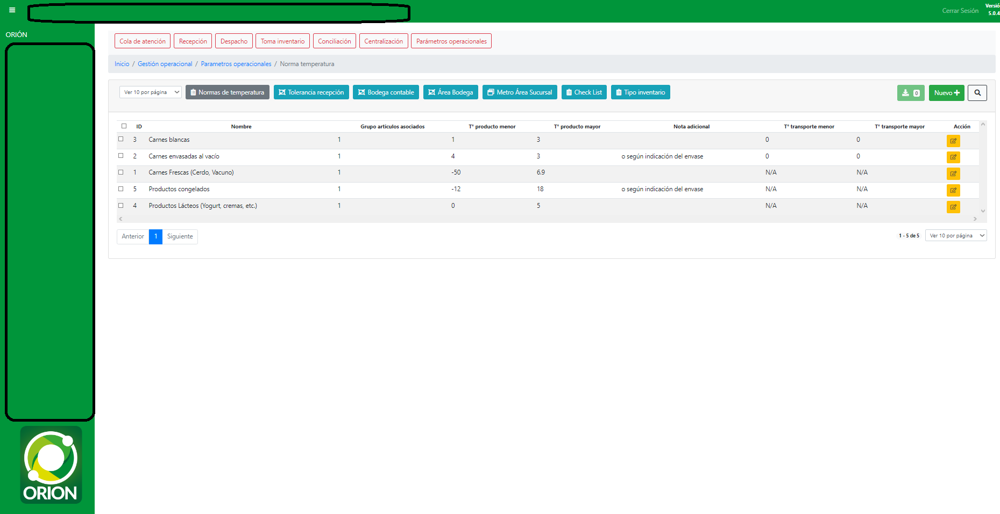 Cerrar Sesión
Versió
5.0.4
ORIÓN
Cola de atención Recepción Despacho Toma inventario Conciliación Centralización Parámetros operacionales
Inicio / Gestión operacional / Parametros operacionales / Norma temperatura
Ver 10 por página Normas de temperatura Tolerancia recepción Bodega contable Área Bodega Metro Área Sucursal Check List Tipo inventario 0 Nuevo
ID Nombre Grupo articulos asociados T° producto menor T° producto mayor Nota adicional T° transporte menor T° transporte mayor Acción
3 Carnes blancas 1 1 3 0 0
2 Carnes envasadas al vacío 1 4 3 o según indicación del envase 0 0
1 Carnes Frescas (Cerdo, Vacuno) 1 -50 6.9 N/A N/A
5 Productos congelados 1 -12 18 o según indicación del envase N/A N/A
4 Productos Lácteos (Yogurt, cremas, etc.) 1 0 5 N/A N/A
Anterior 1 Siguiente 1 - 5 de 5 Ver 10 por página
ORION